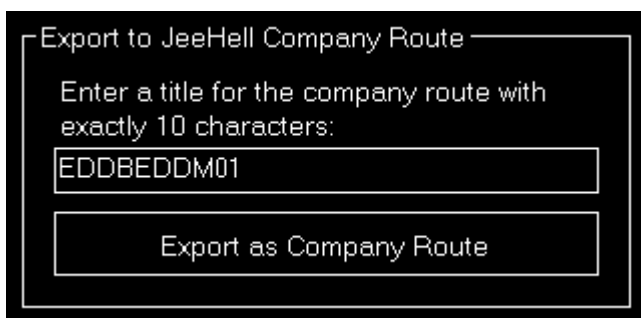 Export to JeeHell Company Route
Enter a title for the company route with
exactly 10 characters:
EDDBEDDM01
Export as Company Route